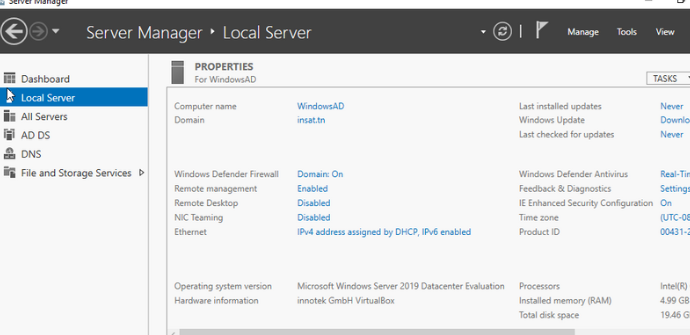 Server Manager
Server Manager ‣ Local Server
Manage Tools View
PROPERTIES
For WindowsAD
TASKS
Dashboard
Local Server
All Servers
AD DS
DNS
File and Storage Services
Computer name WindowsAD Last installed updates Never
Domain insat.tn Windows Update Downlo
Last checked for updates Never
Windows Defender Firewall Domain: On Windows Defender Antivirus Real-Tim
Remote management Enabled Feedback & Diagnostics Settings
Remote Desktop Disabled IE Enhanced Security Configuration On
NIC Teaming Disabled Time zone (UTC-08
Ethernet IPv4 address assigned by DHCP, IPv6 enabled Product ID 00431-2
Operating system version Microsoft Windows Server 2019 Datacenter Evaluation Processors Intel(R)
Hardware information innotek GmbH VirtualBox Installed memory (RAM) 4.99 GB
Total disk space 19.46 G